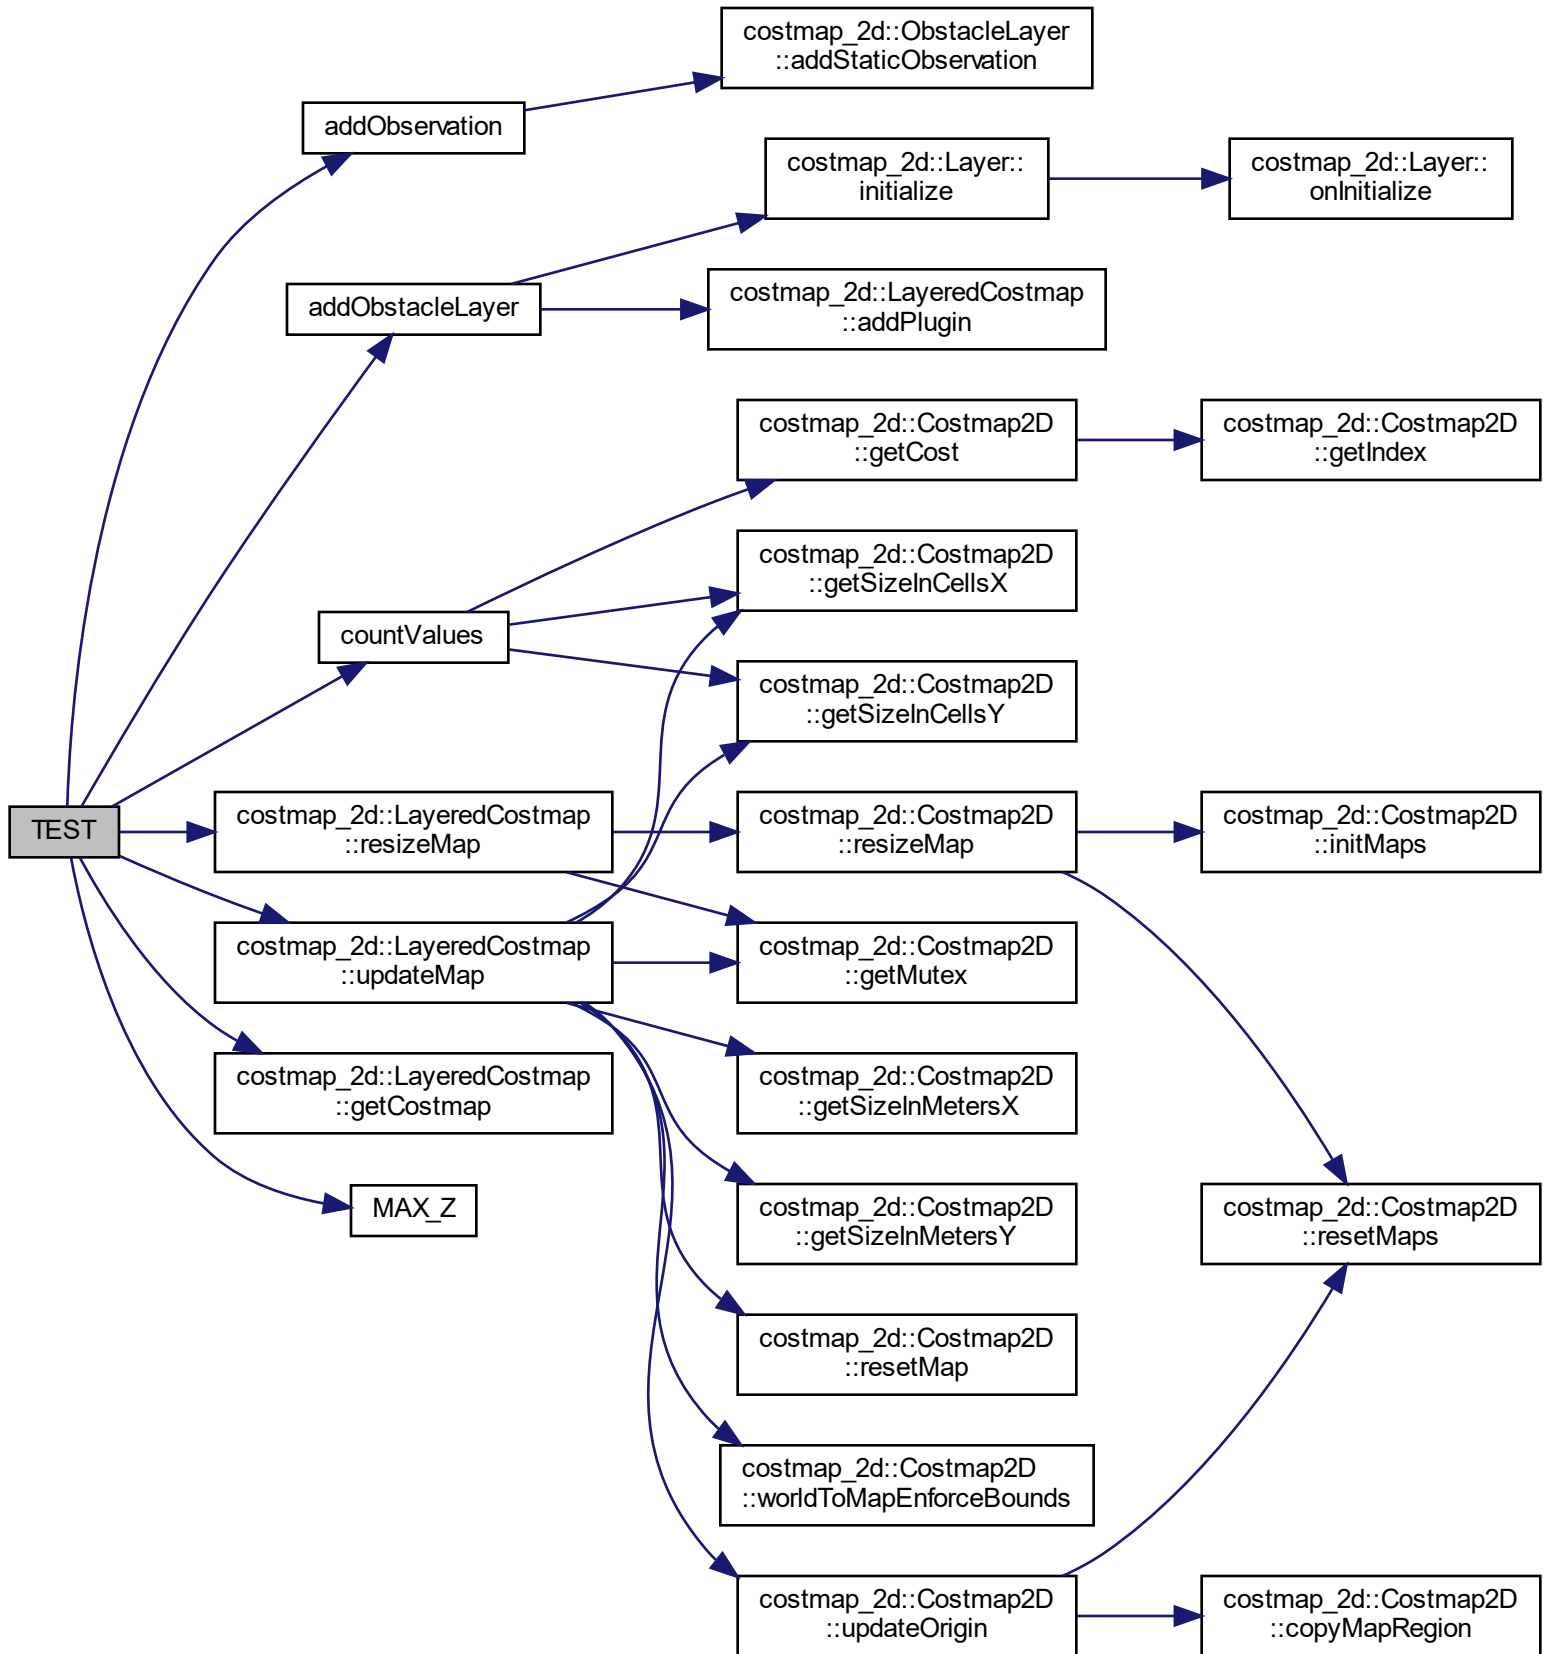 costmap_2d::ObstacleLayer
::addStaticObservation
addObservation
costmap_2d::Layer::
initialize
costmap_2d::Layer::
onInitialize
addObstacleLayer
costmap_2d::LayeredCostmap
::addPlugin
costmap_2d::Costmap2D
::getCost
costmap_2d::Costmap2D
::getIndex
costmap_2d::Costmap2D
::getSizeInCellsX
countValues
costmap_2d::Costmap2D
::getSizeInCellsY
TEST
costmap_2d::LayeredCostmap
::resizeMap
costmap_2d::Costmap2D
::resizeMap
costmap_2d::Costmap2D
::initMaps
costmap_2d::LayeredCostmap
::updateMap
costmap_2d::Costmap2D
::getMutex
costmap_2d::LayeredCostmap
::getCostmap
costmap_2d::Costmap2D
::getSizeInMetersX
MAX_Z
costmap_2d::Costmap2D
::getSizeInMetersY
costmap_2d::Costmap2D
::resetMaps
costmap_2d::Costmap2D
::resetMap
costmap_2d::Costmap2D
::worldToMapEnforceBounds
costmap_2d::Costmap2D
::updateOrigin
costmap_2d::Costmap2D
::copyMapRegion